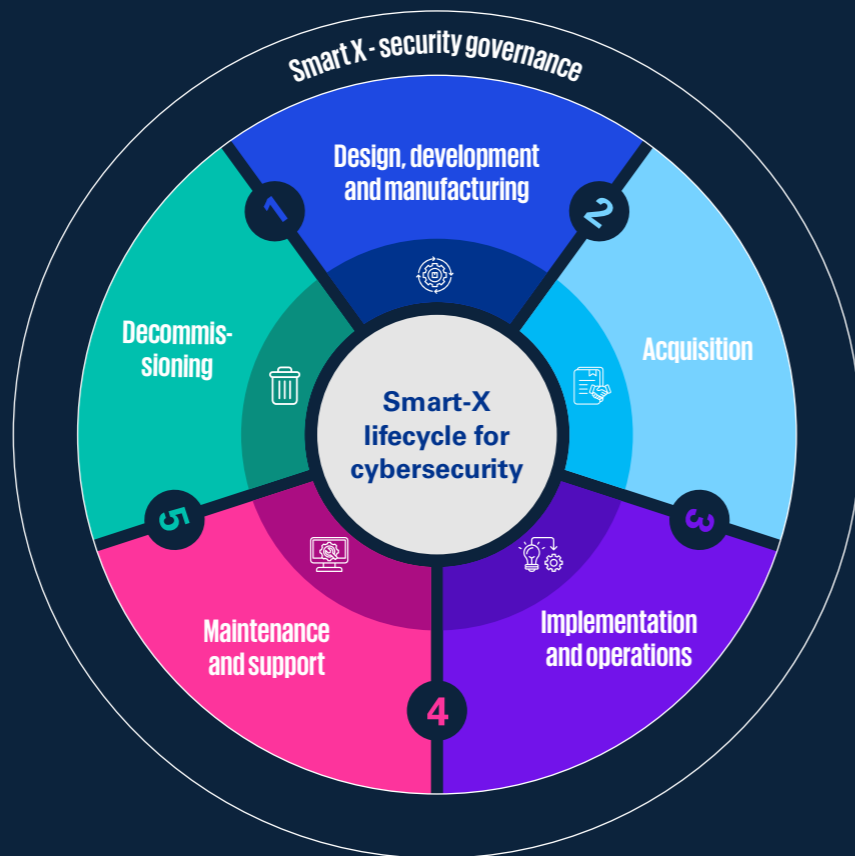 Smart X - security governance
1
Design, development
and manufacturing
2
Acquisition
3
Implementation
and operations
4
Maintenance
and support
5
Decommis-
sioning
Smart-X
lifecycle for
cybersecurity